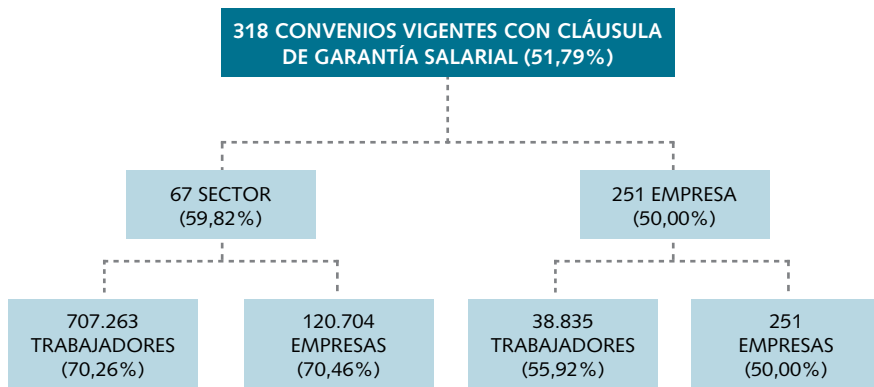 318 CONVENIOS VIGENTES CON CLÁUSULA
DE GARANTÍA SALARIAL (51,79%)
67 SECTOR
(59,82%)
251 EMPRESA
(50,00%)
707.263
TRABAJADORES
(70,26%)
120.704
EMPRESAS
(70,46%)
38.835
TRABAJADORES
(55,92%)
251
EMPRESAS
(50,00%)